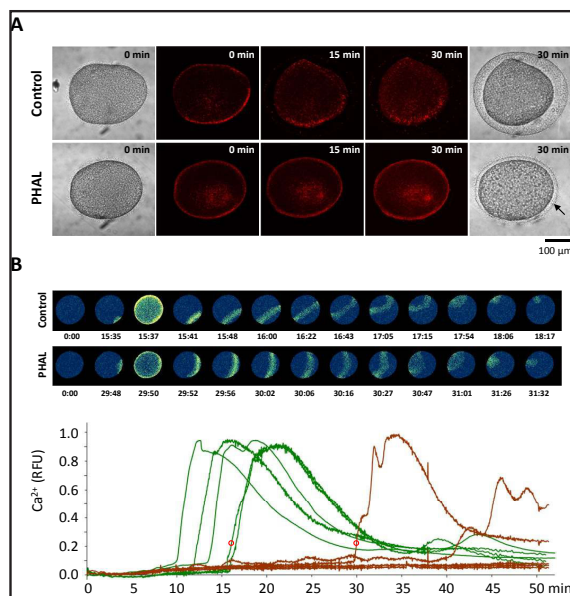 A
0 min 0 min 15 min 30 min 30 min
Control
0 min 0 min 15 min 30 min 30 min
PHAL
100 µm
B
Control
0:00 15:35 15:37 15:41 15:48 16:00 16:22 16:43 17:05 17:15 17:54 18:06 18:17
PHAL
0:00 29:48 29:50 29:52 29:56 30:02 30:06 30:16 30:27 30:47 31:01 31:26 31:32
Ca²⁺ (RFU)
1.0
0.8
0.6
0.4
0.2
0.0
0 5 10 15 20 25 30 35 40 45 50 min